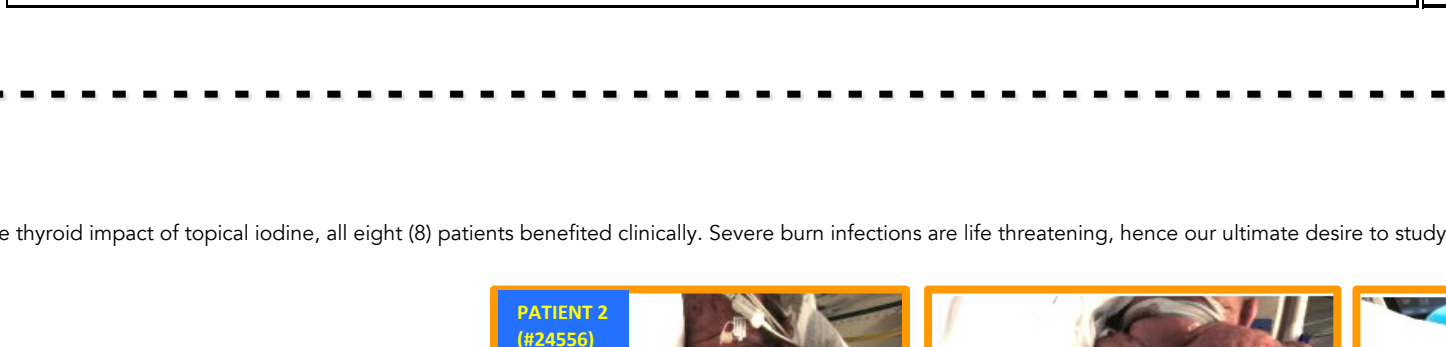 e thyroid impact of topical iodine, all eight (8) patients benefited clinically. Severe burn infections are life threatening, hence our ultimate desire to study
PATIENT 2
(#24556)